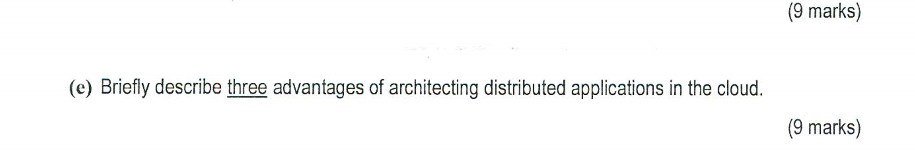 (9 marks)
(c) Briefly describe three advantages of architecting distributed applications in the cloud.
(9 marks)